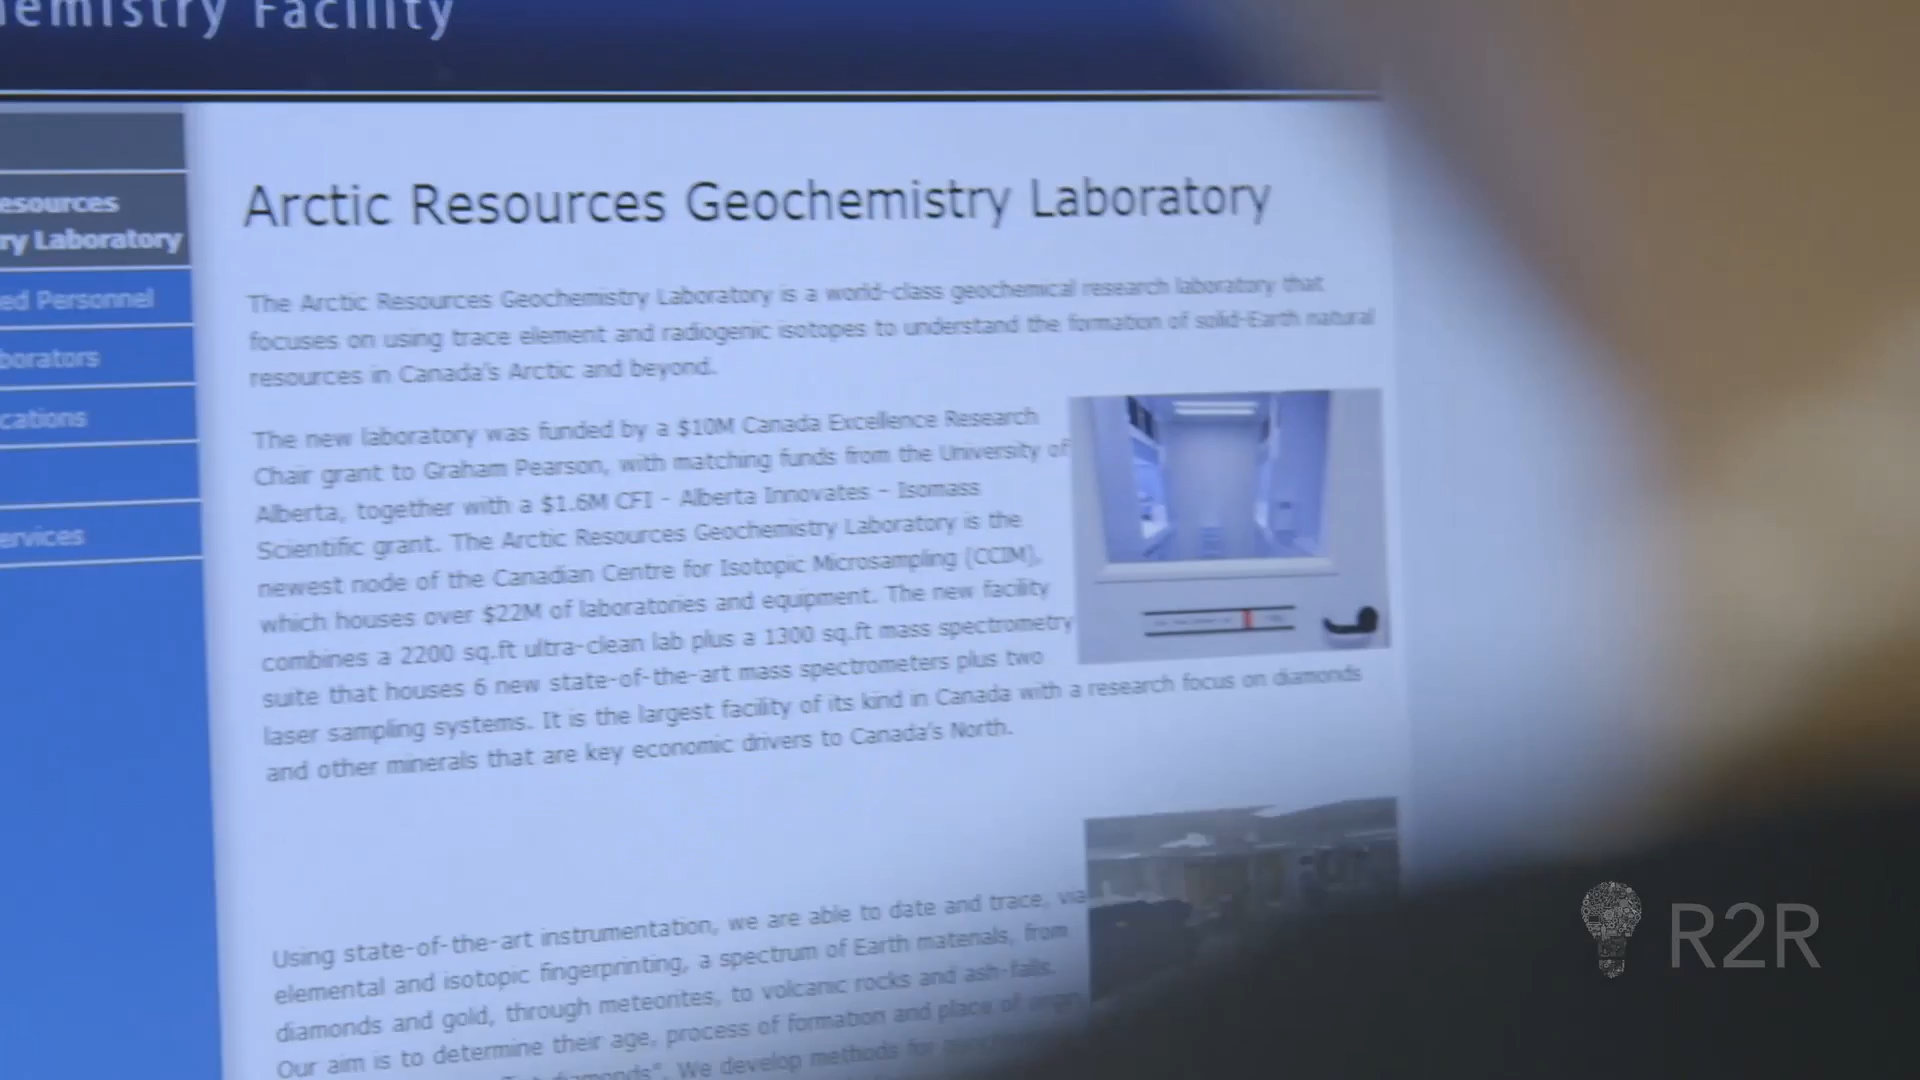 emistry Facility
esources
ry Laboratory
ed Personnel
borators
cations
ervices
Arctic Resources Geochemistry Laboratory
The Arctic Resources Geochemistry Laboratory is a world-class geochemical research laboratory that
focuses on using trace element and radiogenic isotopes to understand the formation of solid-Earth natural
resources in Canada's Arctic and beyond.
The new laboratory was funded by a $10M Canada Excellence Research
Chair grant to Graham Pearson, with matching funds from the University of
Alberta, together with a $1.6M CFI - Alberta Innovates – Isomass
Scientific grant. The Arctic Resources Geochemistry Laboratory is the
newest node of the Canadian Centre for Isotopic Microsampling (CCIM),
which houses over $22M of laboratories and equipment. The new facility
combines a 2200 sq.ft ultra-clean lab plus a 1300 sq.ft mass spectrometry
suite that houses 6 new state-of-the-art mass spectrometers plus two
laser sampling systems. It is the largest facility of its kind in Canada with a research focus on diamonds
and other minerals that are key economic drivers to Canada's North.
Using state-of-the-art instrumentation, we are able to date and trace, via
elemental and isotopic fingerprinting, a spectrum of Earth materials, from
diamonds and gold, through meteorites, to volcanic rocks and ash-falls.
Our aim is to determine their age, process of formation and place of origin.
diamonds". We develop methods for
R2R